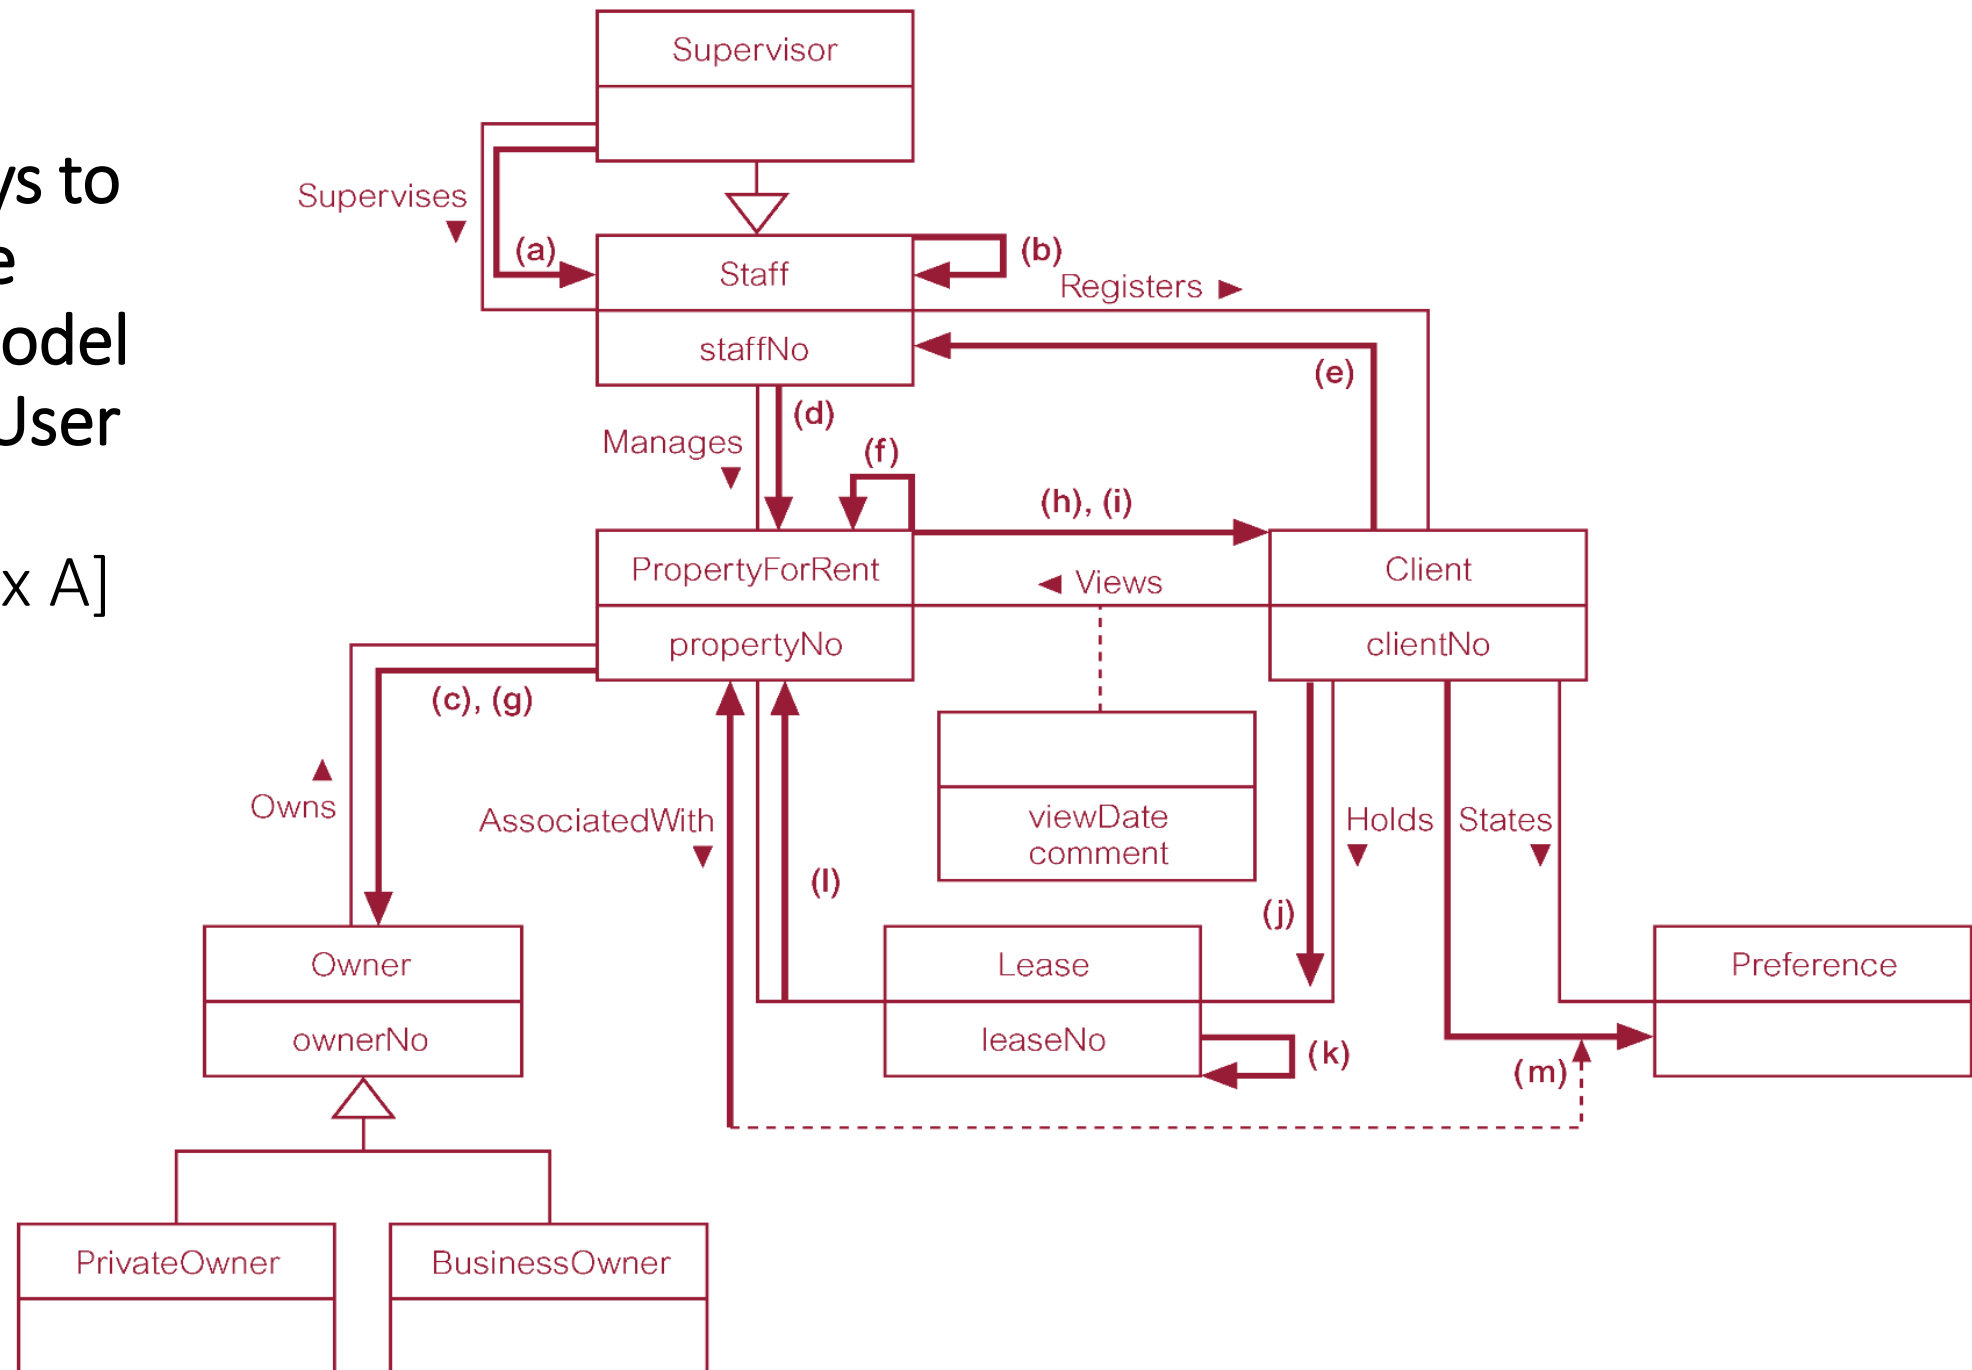 ys to
e
odel
User
x A]
Supervisor
Supervises
▼
(a)
(b)
Staff
Registers ►
staffNo
(e)
(d)
Manages
▼
(f)
(h), (i)
PropertyForRent
◄ Views
Client
propertyNo
clientNo
(c), (g)
▲
Owns
AssociatedWith
▼
viewDate
comment
Holds
▼
States
▼
(l)
(j)
Owner
Lease
Preference
ownerNo
leaseNo
(k)
(m)
PrivateOwner
BusinessOwner